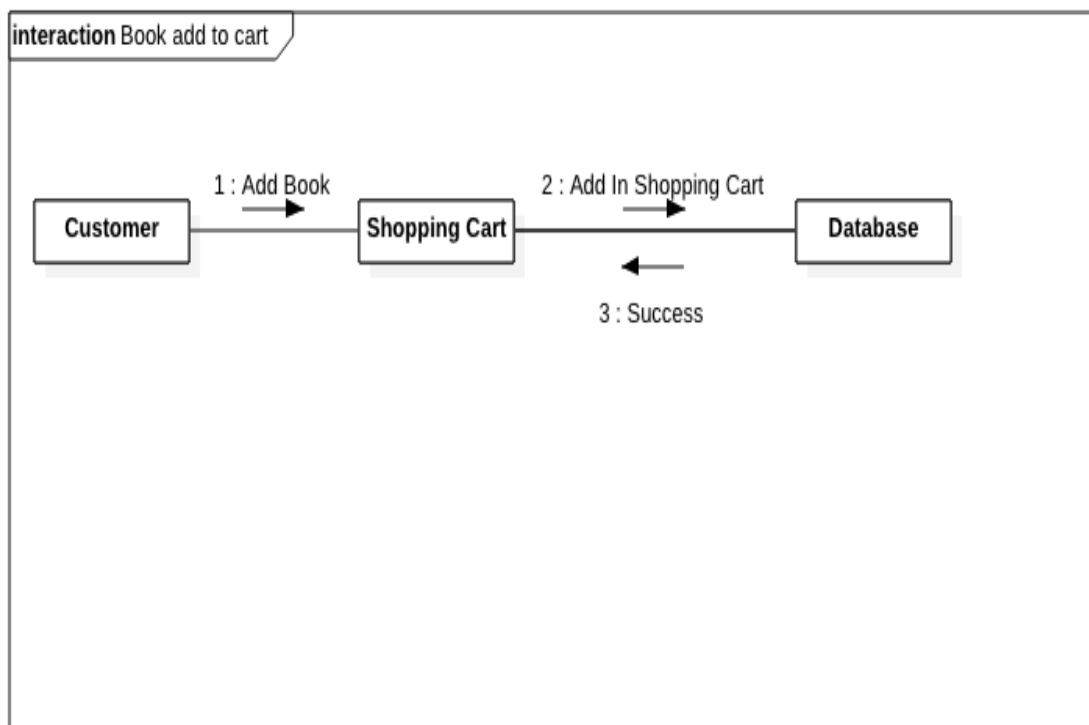 interaction Book add to cart
1 : Add Book
2 : Add In Shopping Cart
Customer
Shopping Cart
Database
3 : Success